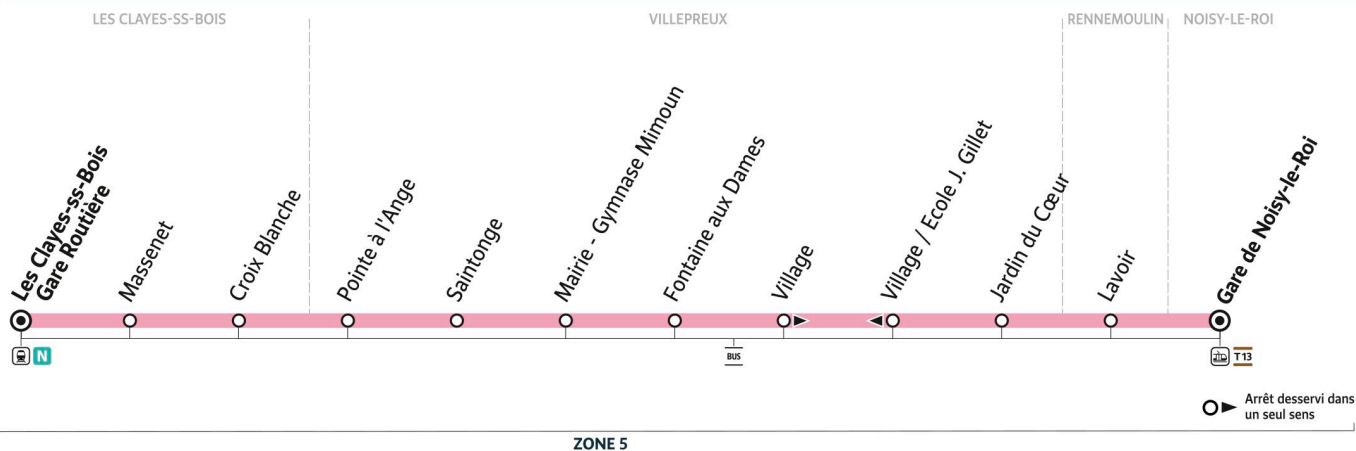 LES CLAYES-SS-BOIS
VILLEPREUX
RENNEMOULIN
NOISY-LE-ROI
Les Clayes-ss-Bois
Gare Routière
Massenet
Croix Blanche
Pointe à l'Ange
Saintonge
Mairie - Gymnase Mimoun
Fontaine aux Dames
Village
Village / Ecole J. Gillet
Jardin du Cœur
Lavoir
Gare de Noisy-le-Roi
N
BUS
T13
Arrêt desservi dans
un seul sens
ZONE 5